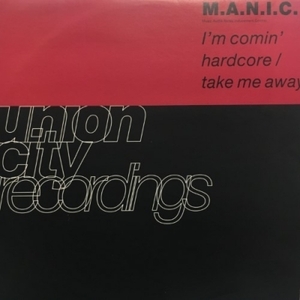 M.A.N.I.C.
I'm comin'
hardcore /
take me away
union
city
recordings